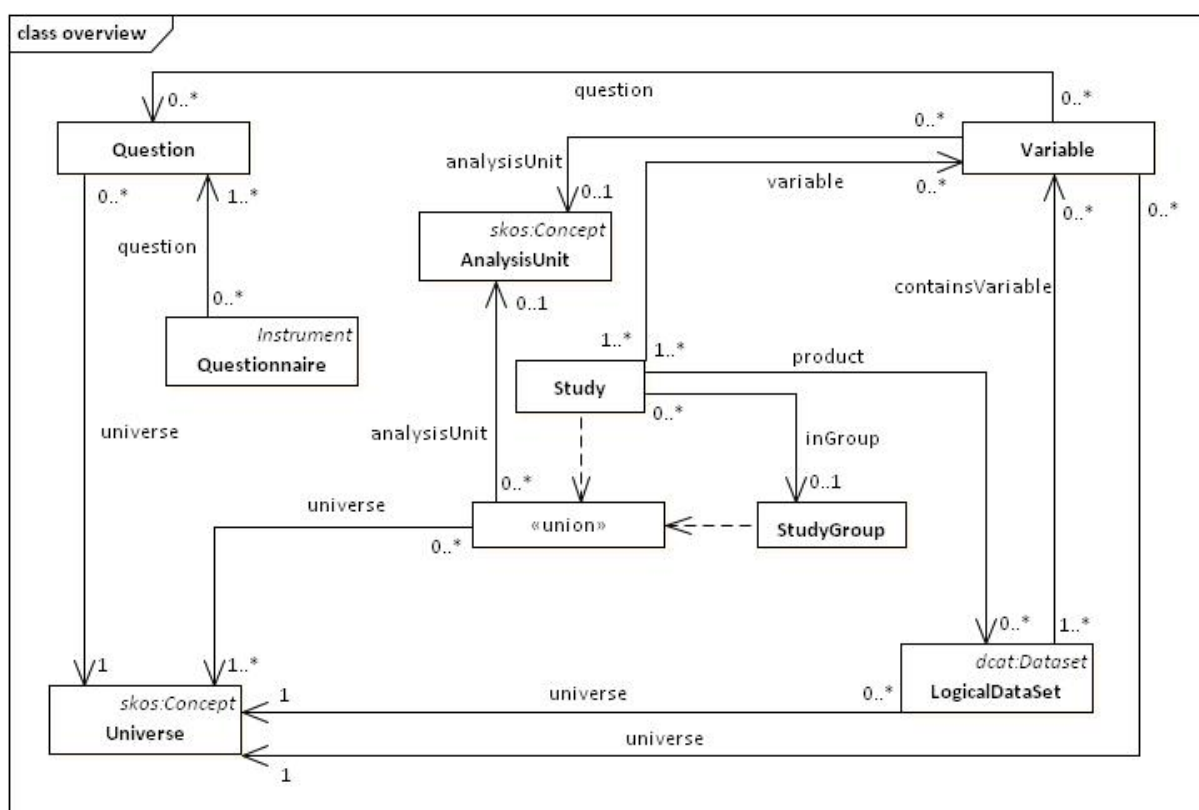 class overview
question
0..*
0..*
Question
0..*
Variable
analysisUnit
variable
0..*
1..*
0..1
0..*
0..*
0..*
skos:Concept
AnalysisUnit
question
containsVariable
0..*
0..1
Instrument
Questionnaire
1..*
1..*
product
Study
0..*
universe
analysisUnit
inGroup
0..*
0..1
universe
«union»
StudyGroup
0..*
0..*
1..*
1
1..*
dcat:Dataset
LogicalDataSet
skos:Concept
Universe
1
universe
0..*
universe
1